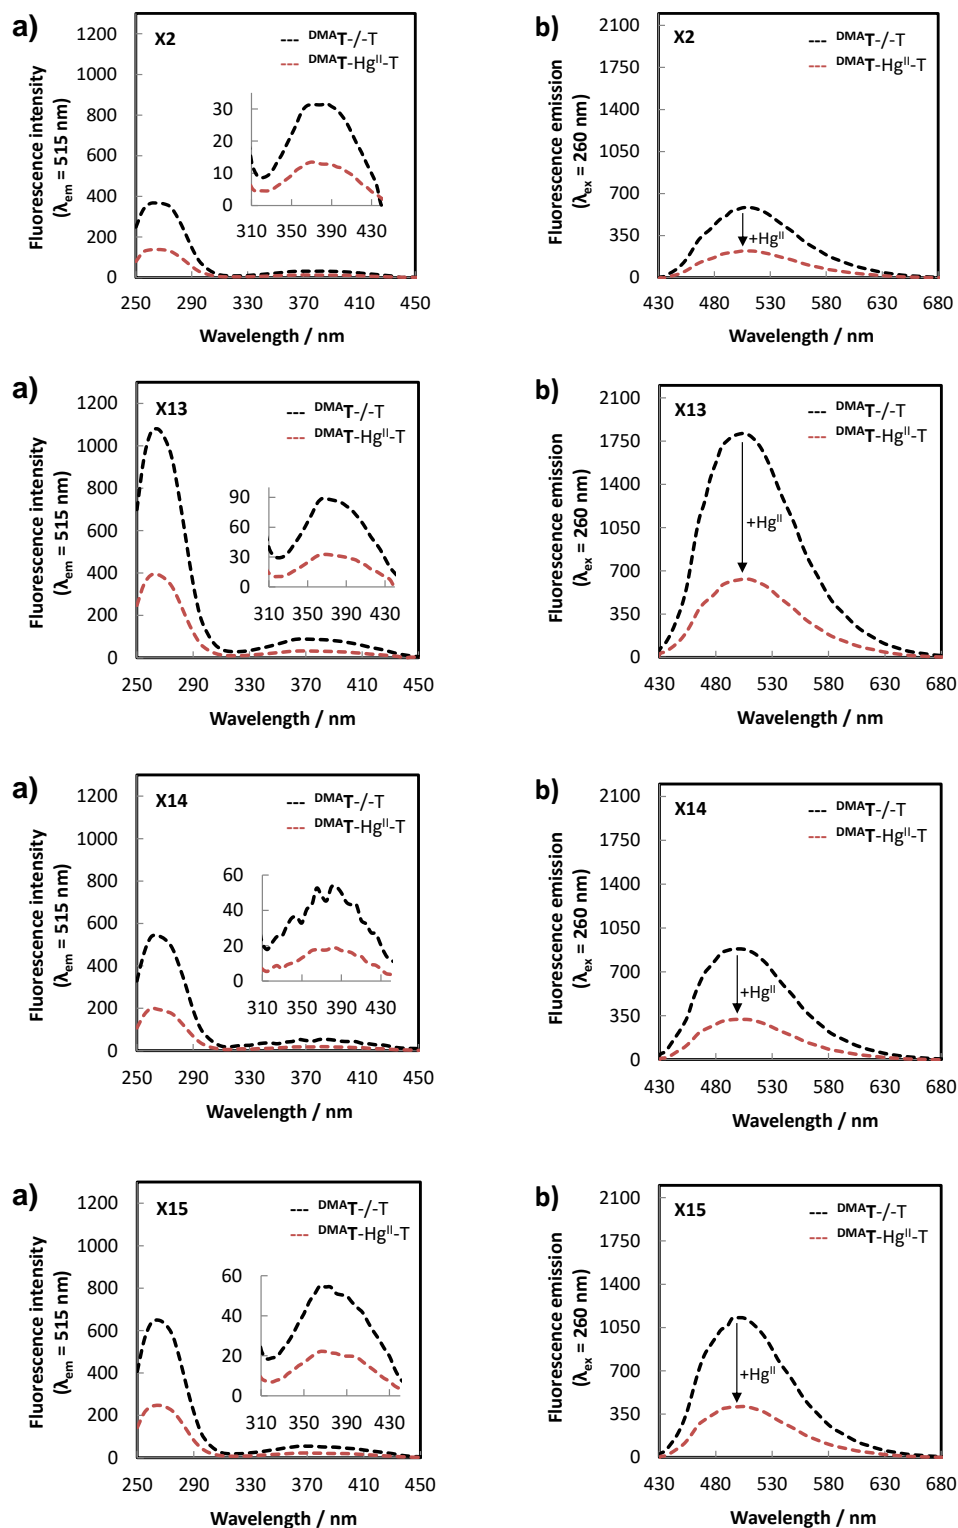 a)
Fluorescence intensity
(λem = 515 nm)
1300
1000
800
600
400
200
0
X2
DMAT-/-T
DMAT-HgII-T
30
20
10
0
310 350 390 430
250 290 330 370 410 450
Wavelength / nm
b)
Fluorescence emission
(λex = 260 nm)
2100
1750
1400
1050
700
350
0
X2
DMAT-/-T
DMAT-HgII-T
+HgII
430 480 530 580 630 680
Wavelength / nm
a)
Fluorescence intensity
(λem = 515 nm)
1200
1000
800
600
400
200
0
X13
DMAT-/-T
DMAT-HgII-T
90
60
30
0
310 350 390 430
250 290 330 370 410 450
Wavelength / nm
b)
Fluorescence emission
(λex = 260 nm)
2100
1750
1400
1050
700
350
0
X13
DMAT-/-T
DMAT-HgII-T
+HgII
430 480 530 580 630 680
Wavelength / nm
a)
Fluorescence intensity
(λem = 515 nm)
1200
1000
800
600
400
200
0
X14
DMAT-/-T
DMAT-HgII-T
60
40
20
0
310 350 390 430
250 290 330 370 410 450
Wavelength / nm
b)
Fluorescence emission
(λex = 260 nm)
2100
1750
1400
1050
700
350
0
X14
DMAT-/-T
DMAT-HgII-T
+HgII
430 480 530 580 630 680
Wavelength / nm
a)
Fluorescence intensity
(λem = 515 nm)
1200
1000
800
600
400
200
0
X15
DMAT-/-T
DMAT-HgII-T
60
40
20
0
310 350 390 430
250 290 330 370 410 450
Wavelength / nm
b)
Fluorescence emission
(λex = 260 nm)
2100
1750
1400
1050
700
350
0
X15
DMAT-/-T
DMAT-HgII-T
+HgII
430 480 530 580 630 680
Wavelength / nm